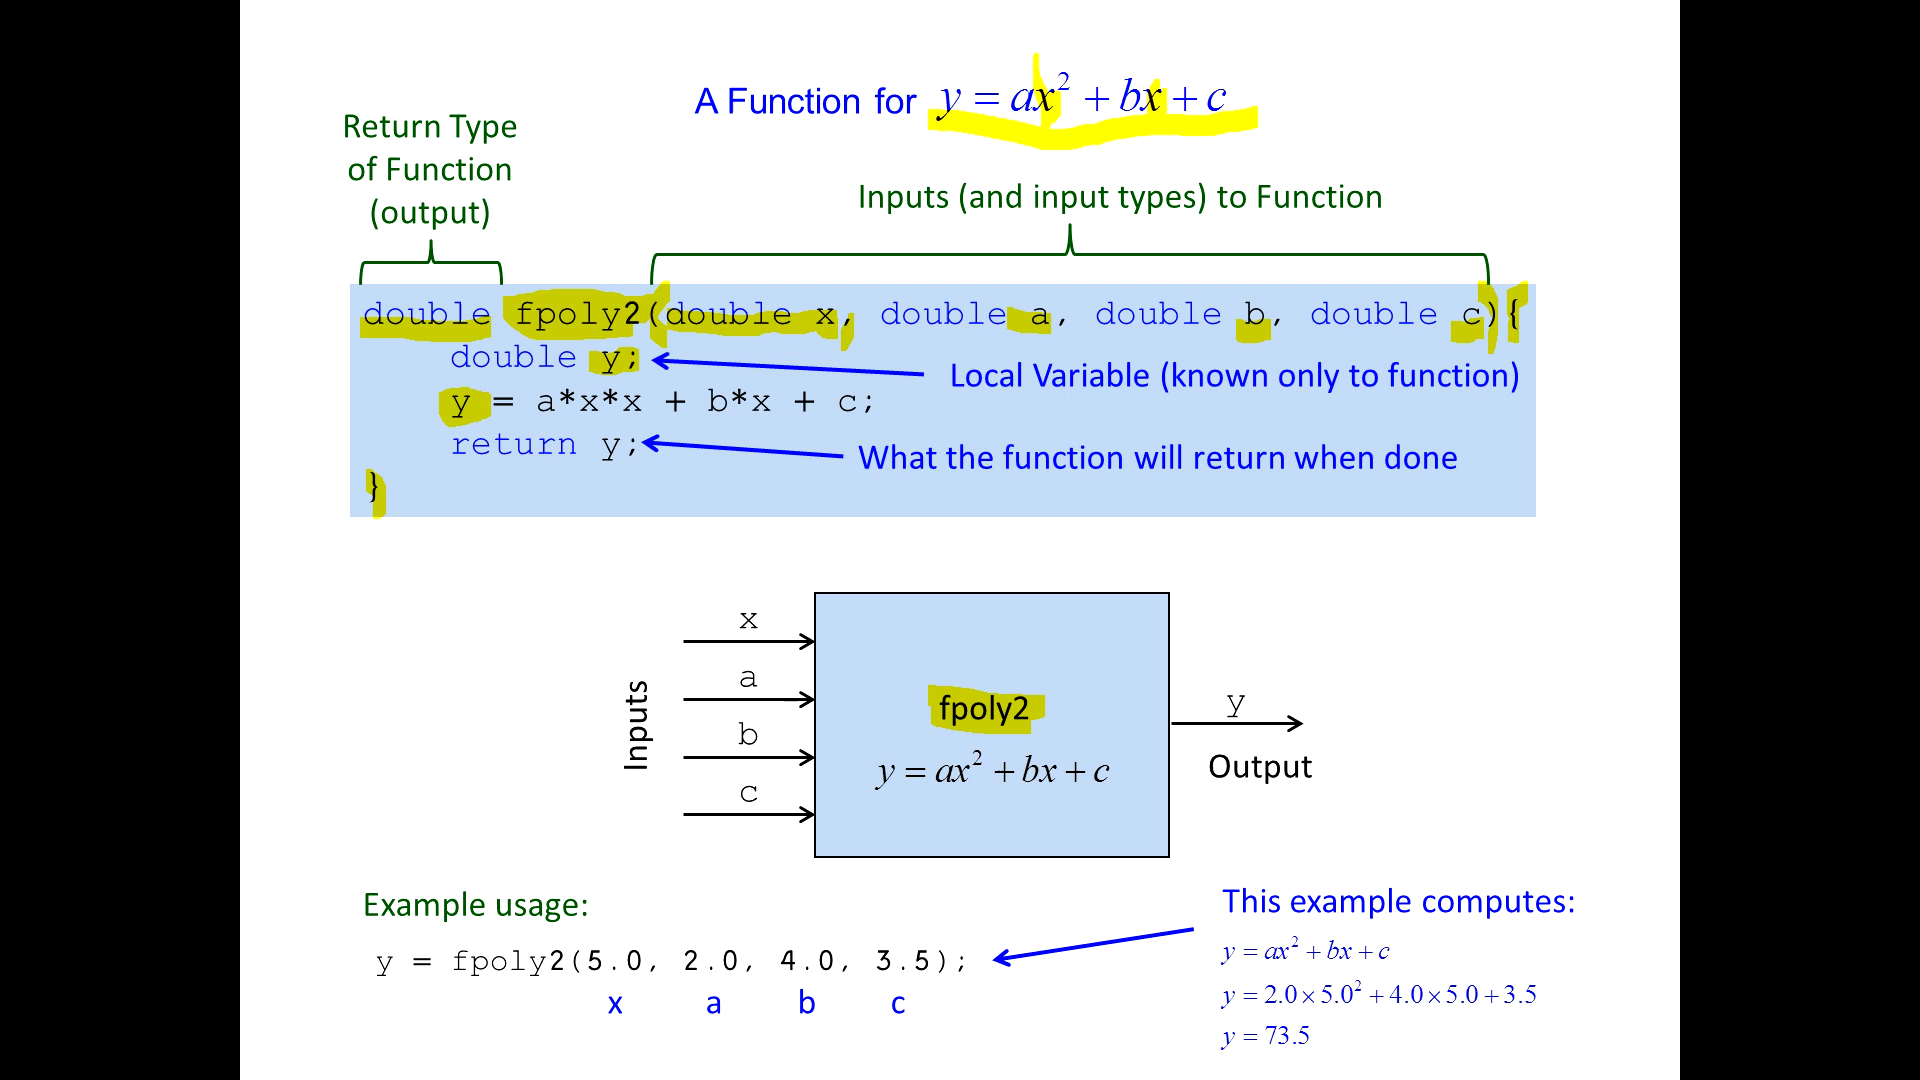 A Function for y = ax² + bx + c
Return Type
of Function
(output)
Inputs (and input types) to Function
double fpoly2(double x, double a, double b, double c){
double y;
Local Variable (known only to function)
y = a*x*x + b*x + c;
return y;
What the function will return when done
}
Inputs
x
a
b
c
fpoly2
y = ax² + bx + c
y
Output
Example usage:
y = fpoly2(5.0, 2.0, 4.0, 3.5);
x a b c
This example computes:
y = ax² + bx + c
y = 2.0×5.0² + 4.0×5.0 + 3.5
y = 73.5